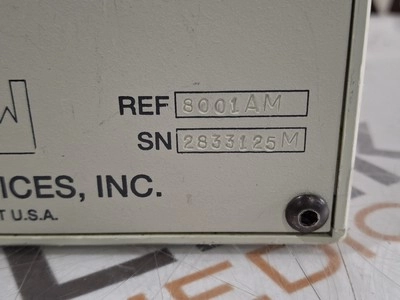 REF 8001AM
SN 2833125M
ICES, INC.
T U.S.A.